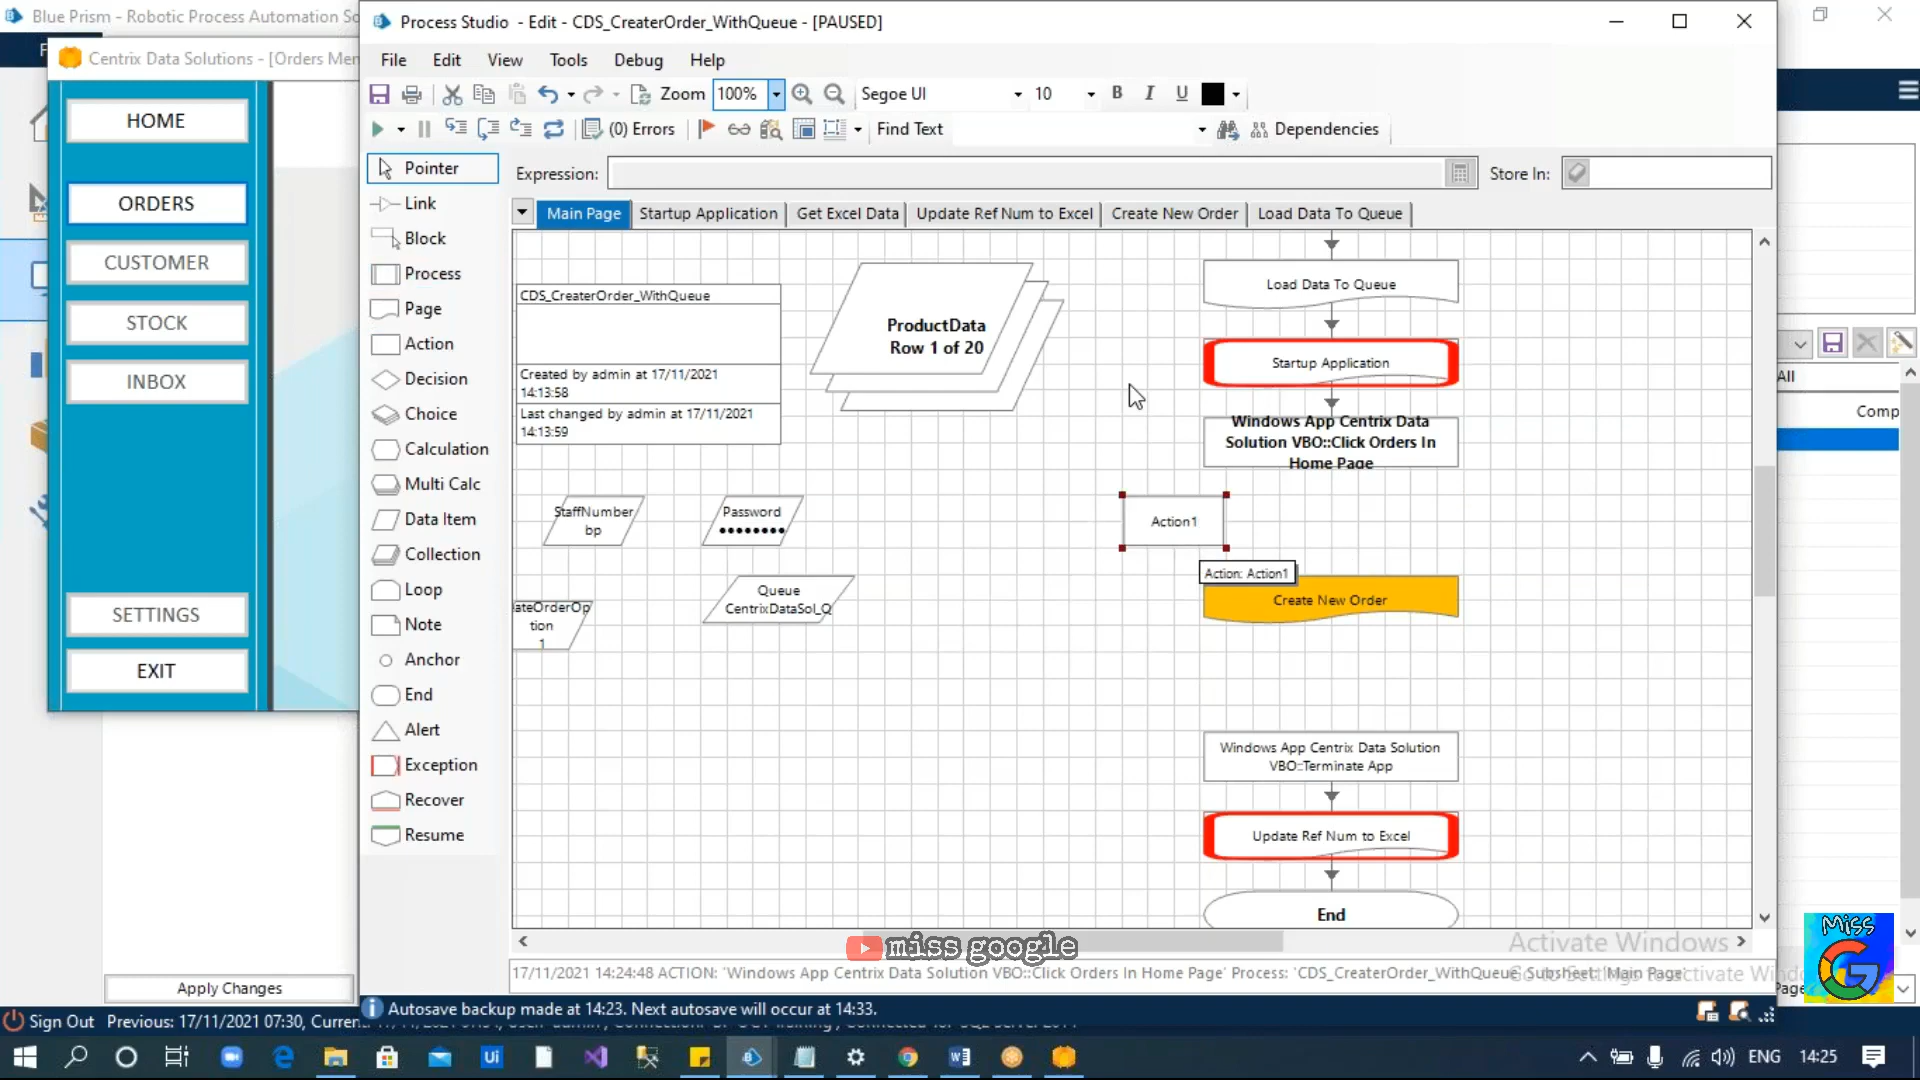 Blue Prism - Robotic Process Automation So
Centrix Data Solutions - [Orders Men
HOME
ORDERS
CUSTOMER
STOCK
INBOX
SETTINGS
EXIT
Apply Changes
Process Studio - Edit - CDS_CreaterOrder_WithQueue - [PAUSED]
File Edit View Tools Debug Help
Zoom 100% Segoe UI 10 B I U
(0) Errors Find Text Dependencies
Expression: Store In:
Pointer
Link
Block
Process
Page
Action
Decision
Choice
Calculation
Multi Calc
Data Item
Collection
Loop
Note
Anchor
End
Alert
Exception
Recover
Resume
Main Page Startup Application Get Excel Data Update Ref Num to Excel Create New Order Load Data To Queue
CDS_CreaterOrder_WithQueue
Created by admin at 17/11/2021
14:13:58
Last changed by admin at 17/11/2021
14:13:59
ProductData
Row 1 of 20
StaffNumber
bp
Password
••••••••
Queue
CentrixDataSol_Q
ateOrderOp
tion
1
Load Data To Queue
Startup Application
Windows App Centrix Data
Solution VBO::Click Orders In
Home Page
Action1
Action: Action1
Create New Order
Windows App Centrix Data Solution
VBO::Terminate App
Update Ref Num to Excel
End
All
Comp
miss google
Activate Windows
Miss
G
17/11/2021 14:24:48 ACTION: 'Windows App Centrix Data Solution VBO::Click Orders In Home Page' Process: 'CDS_CreaterOrder_WithQueue' Subsheet: 'Main Page'
Autosave backup made at 14:23. Next autosave will occur at 14:33.
Sign Out Previous: 17/11/2021 07:30, Current
ENG 14:25